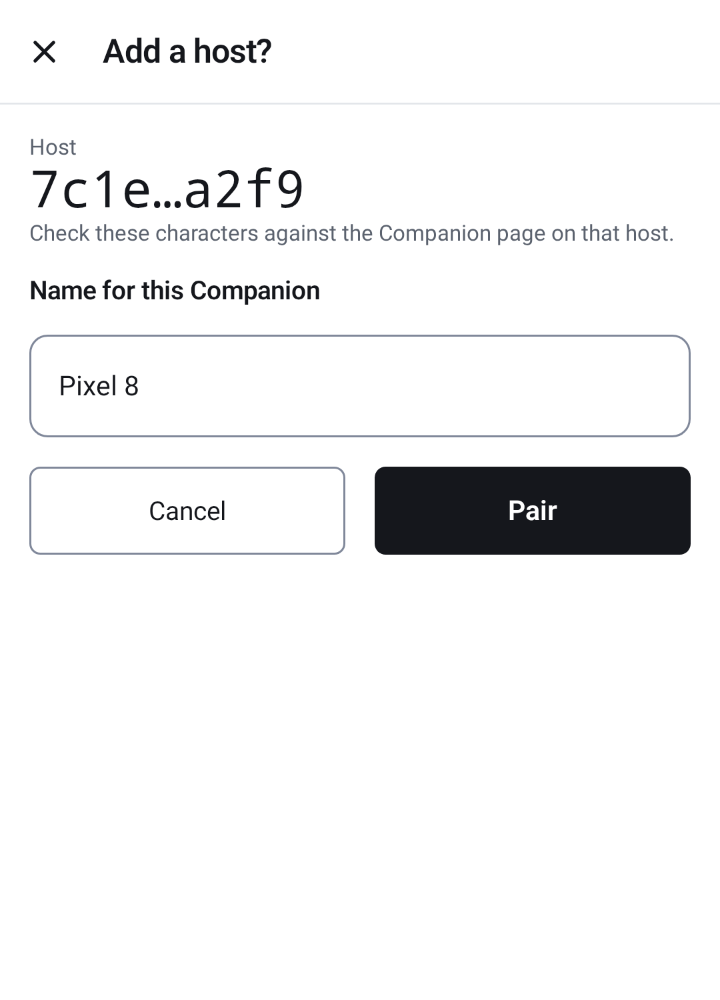 Add a host?
Host
7c1e…a2f9
Check these characters against the Companion page on that host.
Name for this Companion
Pixel 8
Cancel
Pair